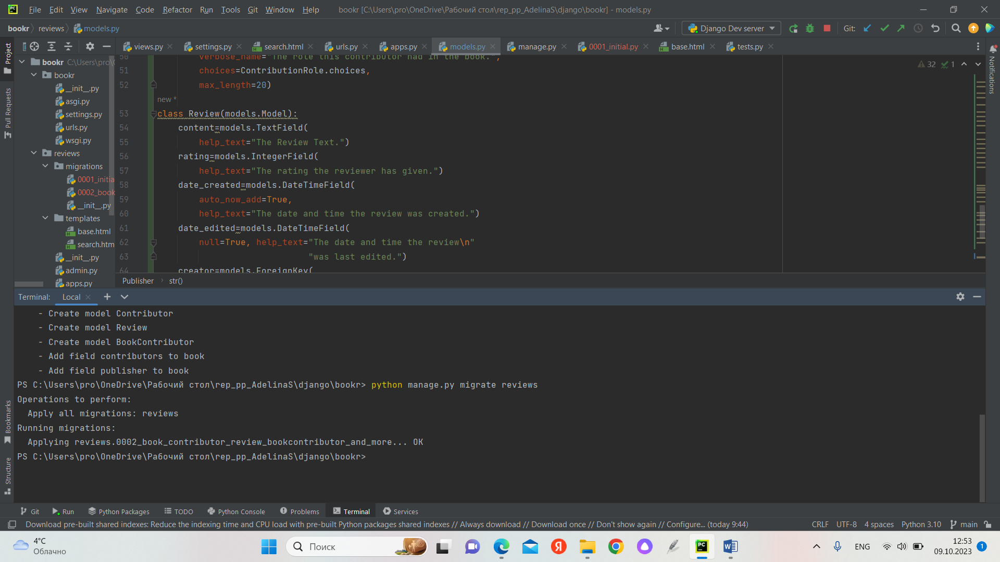 File Edit View Navigate Code Refactor Run Tools Git Window Help bookr [C:\Users\pro\OneDrive\Рабочий стол\rep_pp_AdelinaS\django\bookr] - models.py
bookr reviews models.py Django Dev server Git:
views.py settings.py search.html urls.py apps.py models.py manage.py 0001_initial.py base.html tests.py
Project
Pull Requests
Bookmarks
Structure
Notifications
bookr C:\Users\pro\
bookr
__init__.py
asgi.py
settings.py
urls.py
wsgi.py
reviews
migrations
0001_initia
0002_book
__init__.py
templates
base.html
search.htm
__init__.py
admin.py
apps.py
32 1
50 verbose_name="The role this contributor had in the book.",
51 choices=ContributionRole.choices,
52 max_length=20)
new *
53 class Review(models.Model):
54 content=models.TextField(
55 help_text="The Review Text.")
56 rating=models.IntegerField(
57 help_text="The rating the reviewer has given.")
58 date_created=models.DateTimeField(
59 auto_now_add=True,
60 help_text="The date and time the review was created.")
61 date_edited=models.DateTimeField(
62 null=True, help_text="The date and time the review\n"
63 "was last edited.")
64 creator=models.ForeignKey(
Publisher str()
Terminal: Local
- Create model Contributor
- Create model Review
- Create model BookContributor
- Add field contributors to book
- Add field publisher to book
PS C:\Users\pro\OneDrive\Рабочий стол\rep_pp_AdelinaS\django\bookr> python manage.py migrate reviews
Operations to perform:
Apply all migrations: reviews
Running migrations:
Applying reviews.0002_book_contributor_review_bookcontributor_and_more... OK
PS C:\Users\pro\OneDrive\Рабочий стол\rep_pp_AdelinaS\django\bookr>
Git Run Python Packages TODO Python Console Problems Terminal Services
Download pre-built shared indexes: Reduce the indexing time and CPU load with pre-built Python packages shared indexes // Always download // Download once // Don't show again // Configure... (today 9:44) CRLF UTF-8 4 spaces Python 3.10 main
4°C
Облачно
Поиск
ENG
12:53
09.10.2023
1